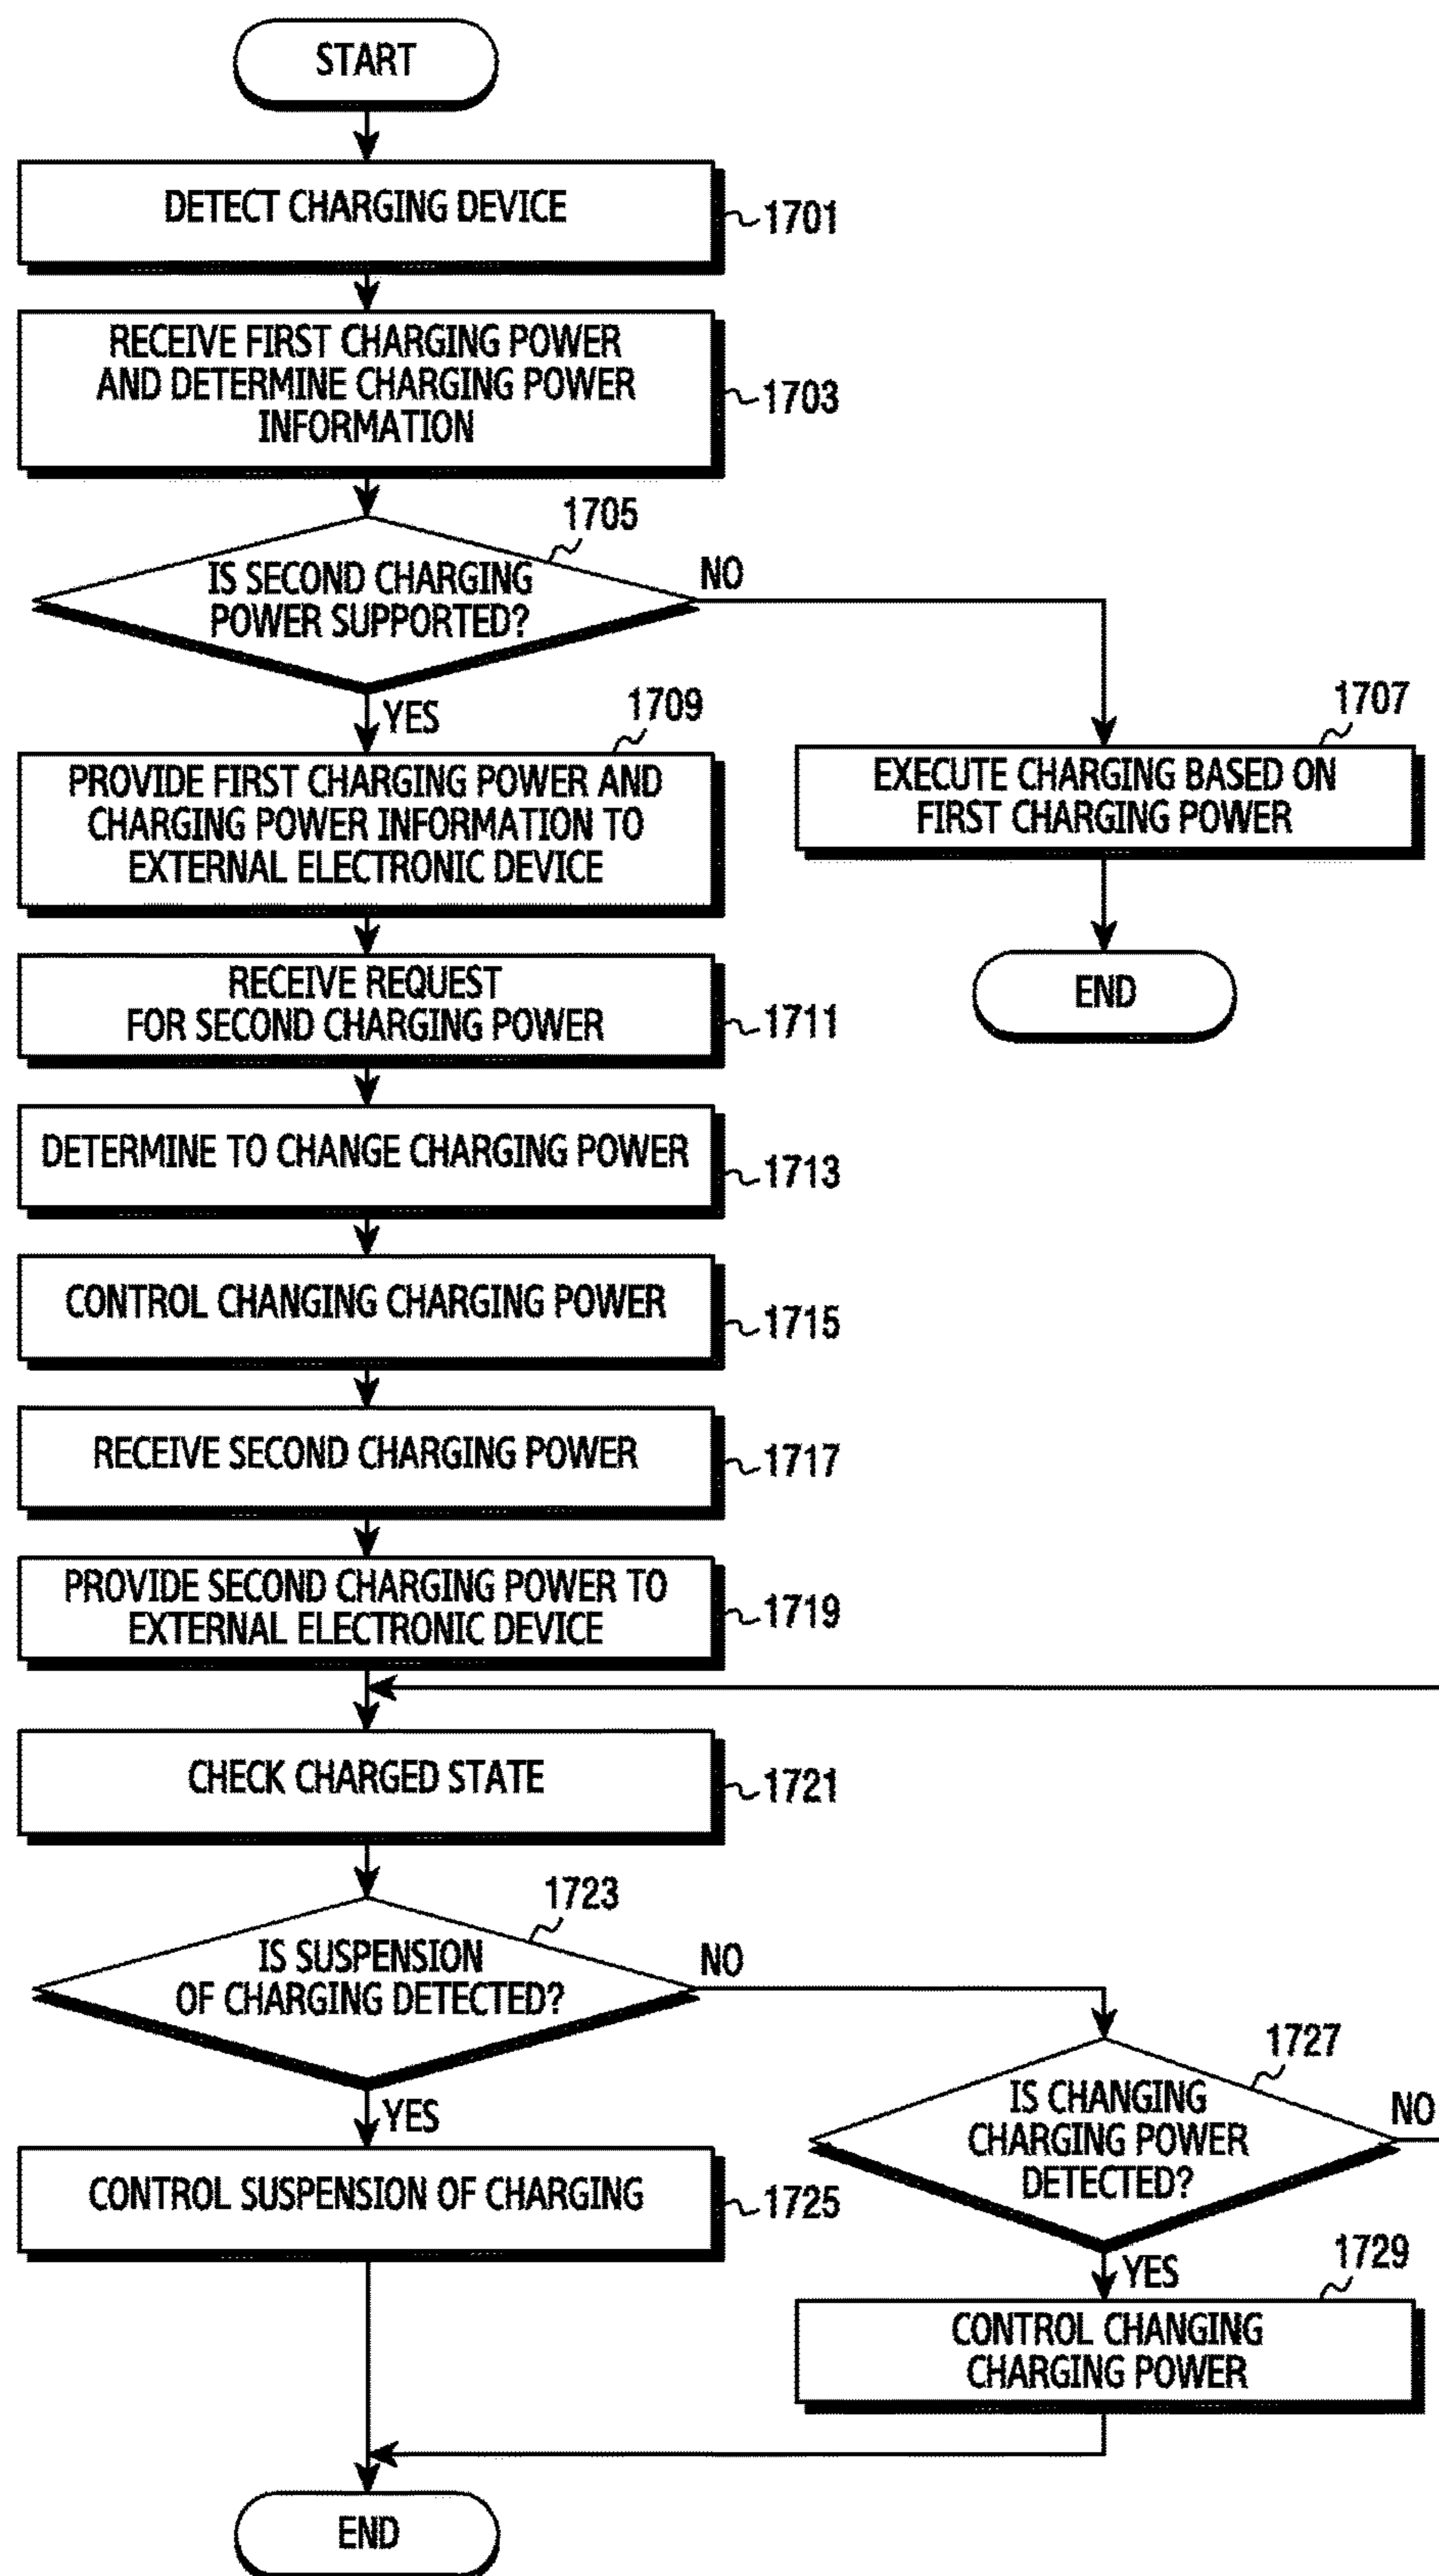 START
DETECT CHARGING DEVICE
1701
RECEIVE FIRST CHARGING POWER
AND DETERMINE CHARGING POWER
INFORMATION
1703
1705
IS SECOND CHARGING
POWER SUPPORTED?
NO
YES
1709
PROVIDE FIRST CHARGING POWER AND
CHARGING POWER INFORMATION TO
EXTERNAL ELECTRONIC DEVICE
1707
EXECUTE CHARGING BASED ON
FIRST CHARGING POWER
END
RECEIVE REQUEST
FOR SECOND CHARGING POWER
1711
DETERMINE TO CHANGE CHARGING POWER
1713
CONTROL CHANGING CHARGING POWER
1715
RECEIVE SECOND CHARGING POWER
1717
PROVIDE SECOND CHARGING POWER TO
EXTERNAL ELECTRONIC DEVICE
1719
CHECK CHARGED STATE
1721
1723
IS SUSPENSION
OF CHARGING DETECTED?
NO
YES
1727
IS CHANGING
CHARGING POWER
DETECTED?
NO
YES
CONTROL SUSPENSION OF CHARGING
1725
1729
CONTROL CHANGING
CHARGING POWER
END